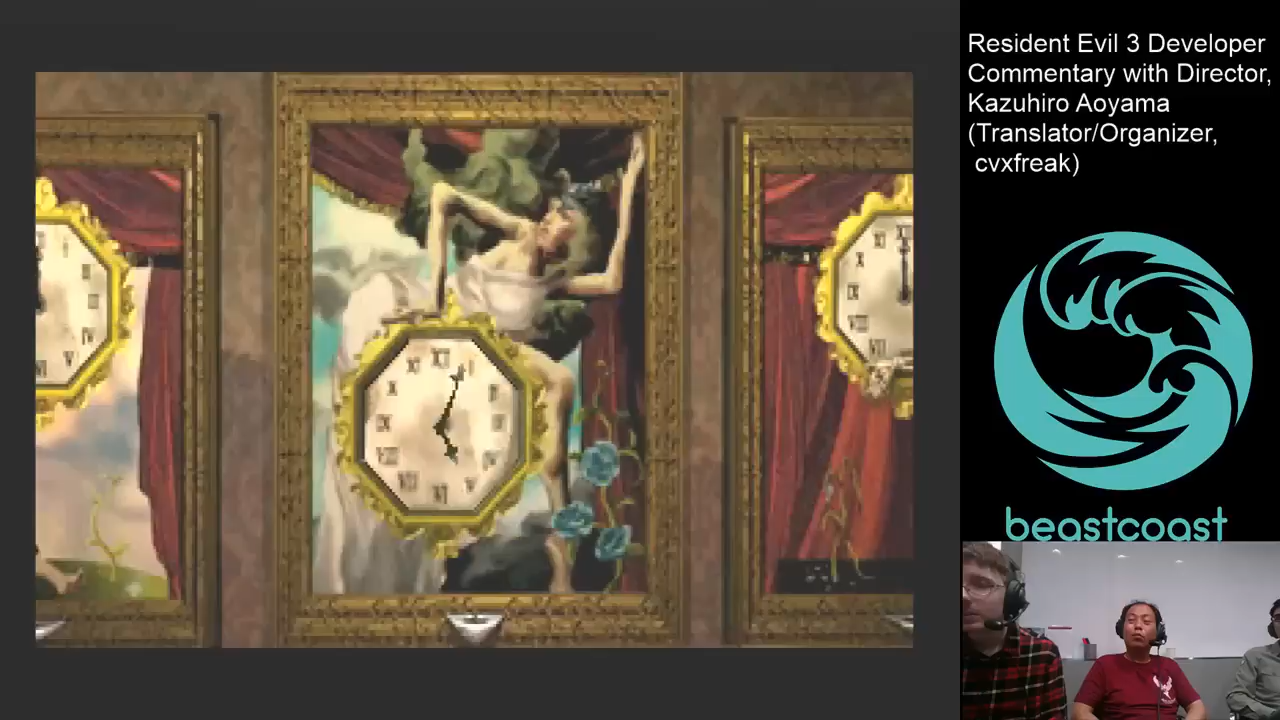 Resident Evil 3 Developer
Commentary with Director,
Kazuhiro Aoyama
(Translator/Organizer,
cvxfreak)
beastcoast